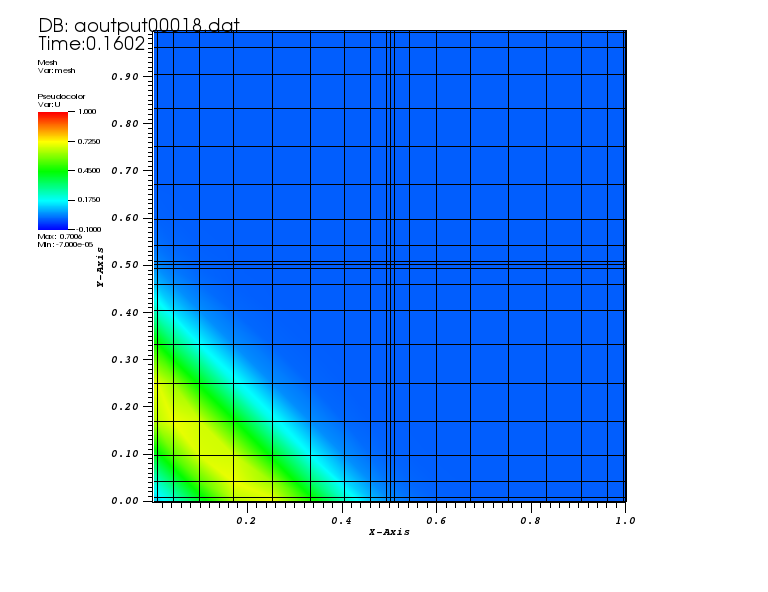 DB: aoutput00018.dat
Time:0.1602
Mesh
Var: mesh
Pseudocolor
Var: U
1.000
0.7250
0.4500
0.1750
-0.1000
Max: 0.7006
Min: -7.000e-05
Y-Axis
0.90
0.80
0.70
0.60
0.50
0.40
0.30
0.20
0.10
0.00
0.2 0.4 0.6 0.8 1.0
X-Axis